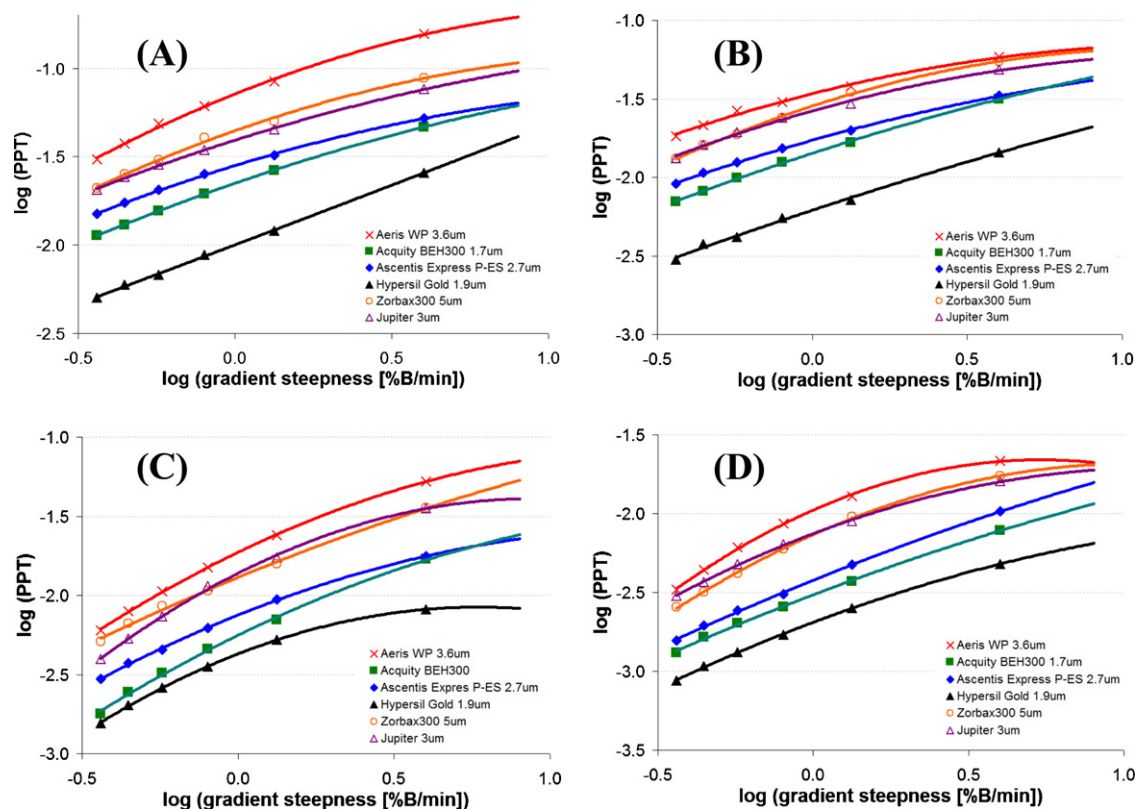 (A)
-1.0
-1.5
-2.0
-2.5
-0.5
0.0
0.5
1.0
log (PPT)
log (gradient steepness [%B/min])
Aeris WP 3.6um
Acquity BEH300 1.7um
Ascentis Express P-ES 2.7um
Hypersil Gold 1.9um
Zorbax300 5um
Jupiter 3um
(B)
-1.0
-1.5
-2.0
-2.5
-3.0
-0.5
0.0
0.5
1.0
log (PPT)
log (gradient steepness [%B/min])
Aeris WP 3.6um
Acquity BEH300 1.7um
Ascentis Express P-ES 2.7um
Hypersil Gold 1.9um
Zorbax300 5um
Jupiter 3um
(C)
-1.0
-1.5
-2.0
-2.5
-3.0
-0.5
0.0
0.5
1.0
log (PPT)
log (gradient steepness [%B/min])
Aeris WP 3.6um
Acquity BEH300
Ascentis Expres P-ES 2.7um
Hypersil Gold 1.9um
Zorbax300 5um
Jupiter 3um
(D)
-1.5
-2.0
-2.5
-3.0
-3.5
-0.5
0.0
0.5
1.0
log (PPT)
log (gradient steepness [%B/min])
Aeris WP 3.6um
Acquity BEH300 1.7um
Ascentis Express P-ES 2.7um
Hypersil Gold 1.9um
Zorbax300 5um
Jupiter 3um